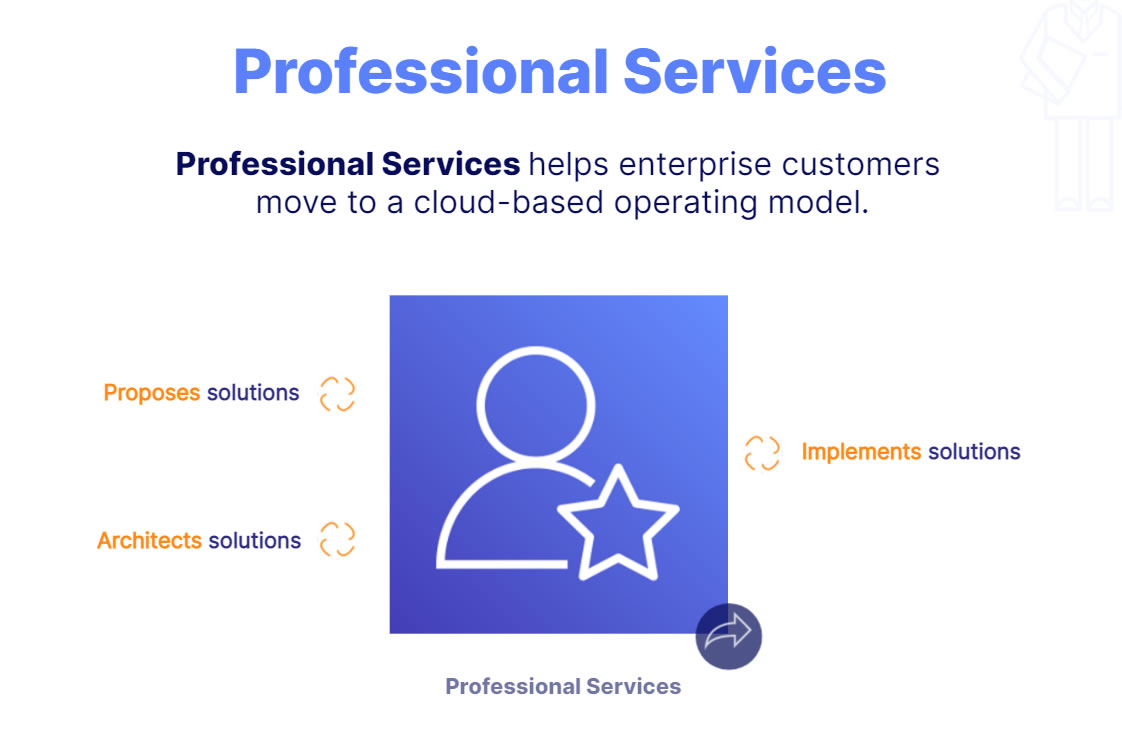 Professional Services
Professional Services helps enterprise customers
move to a cloud-based operating model.
Proposes solutions
Implements solutions
Architects solutions
Professional Services